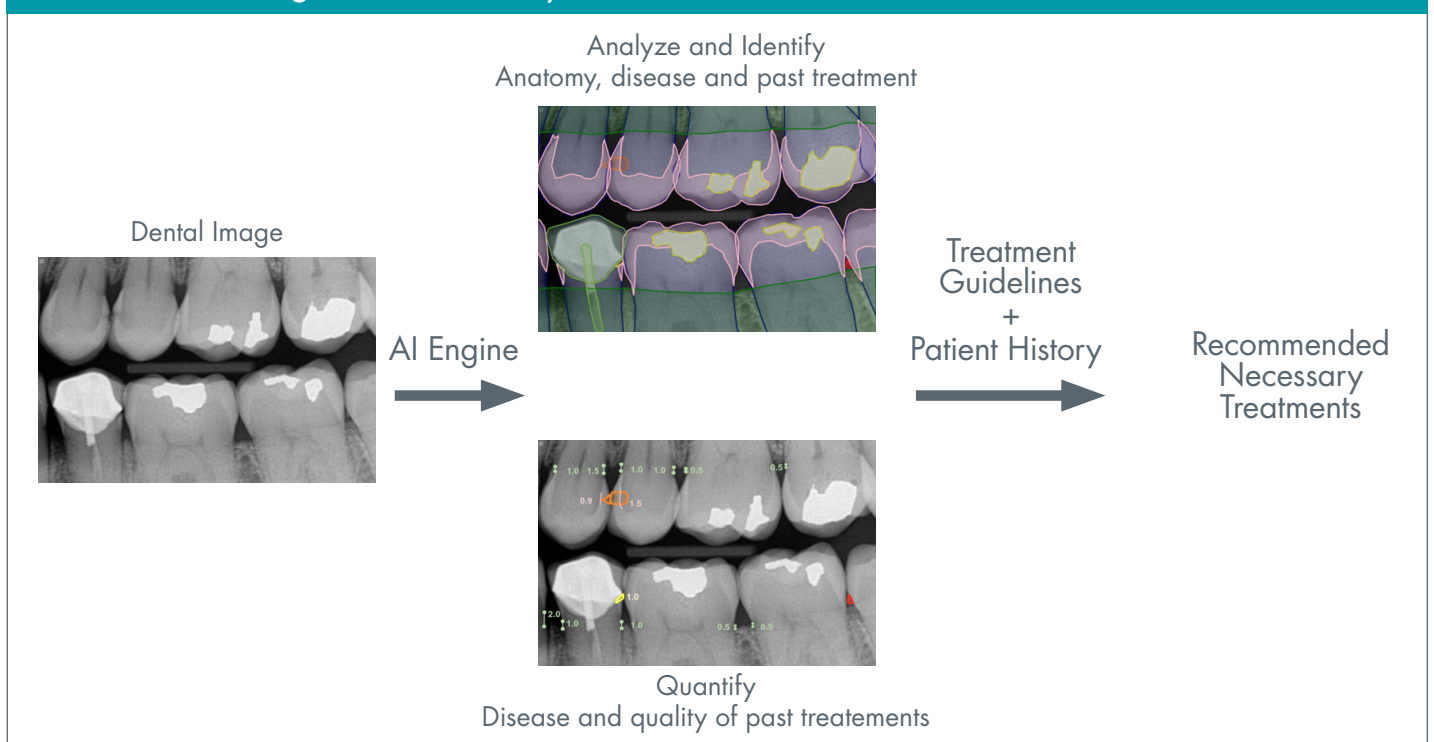 Analyze and Identify
Anatomy, disease and past treatment
Dental Image
AI Engine
Treatment
Guidelines
+
Patient History
Recommended
Necessary
Treatments
1.0 1.5 1.0 1.0 0.5 0.5
0.9 1.5
1.0
2.0
1.0 1.0 0.5 0.5
Quantify
Disease and quality of past treatements